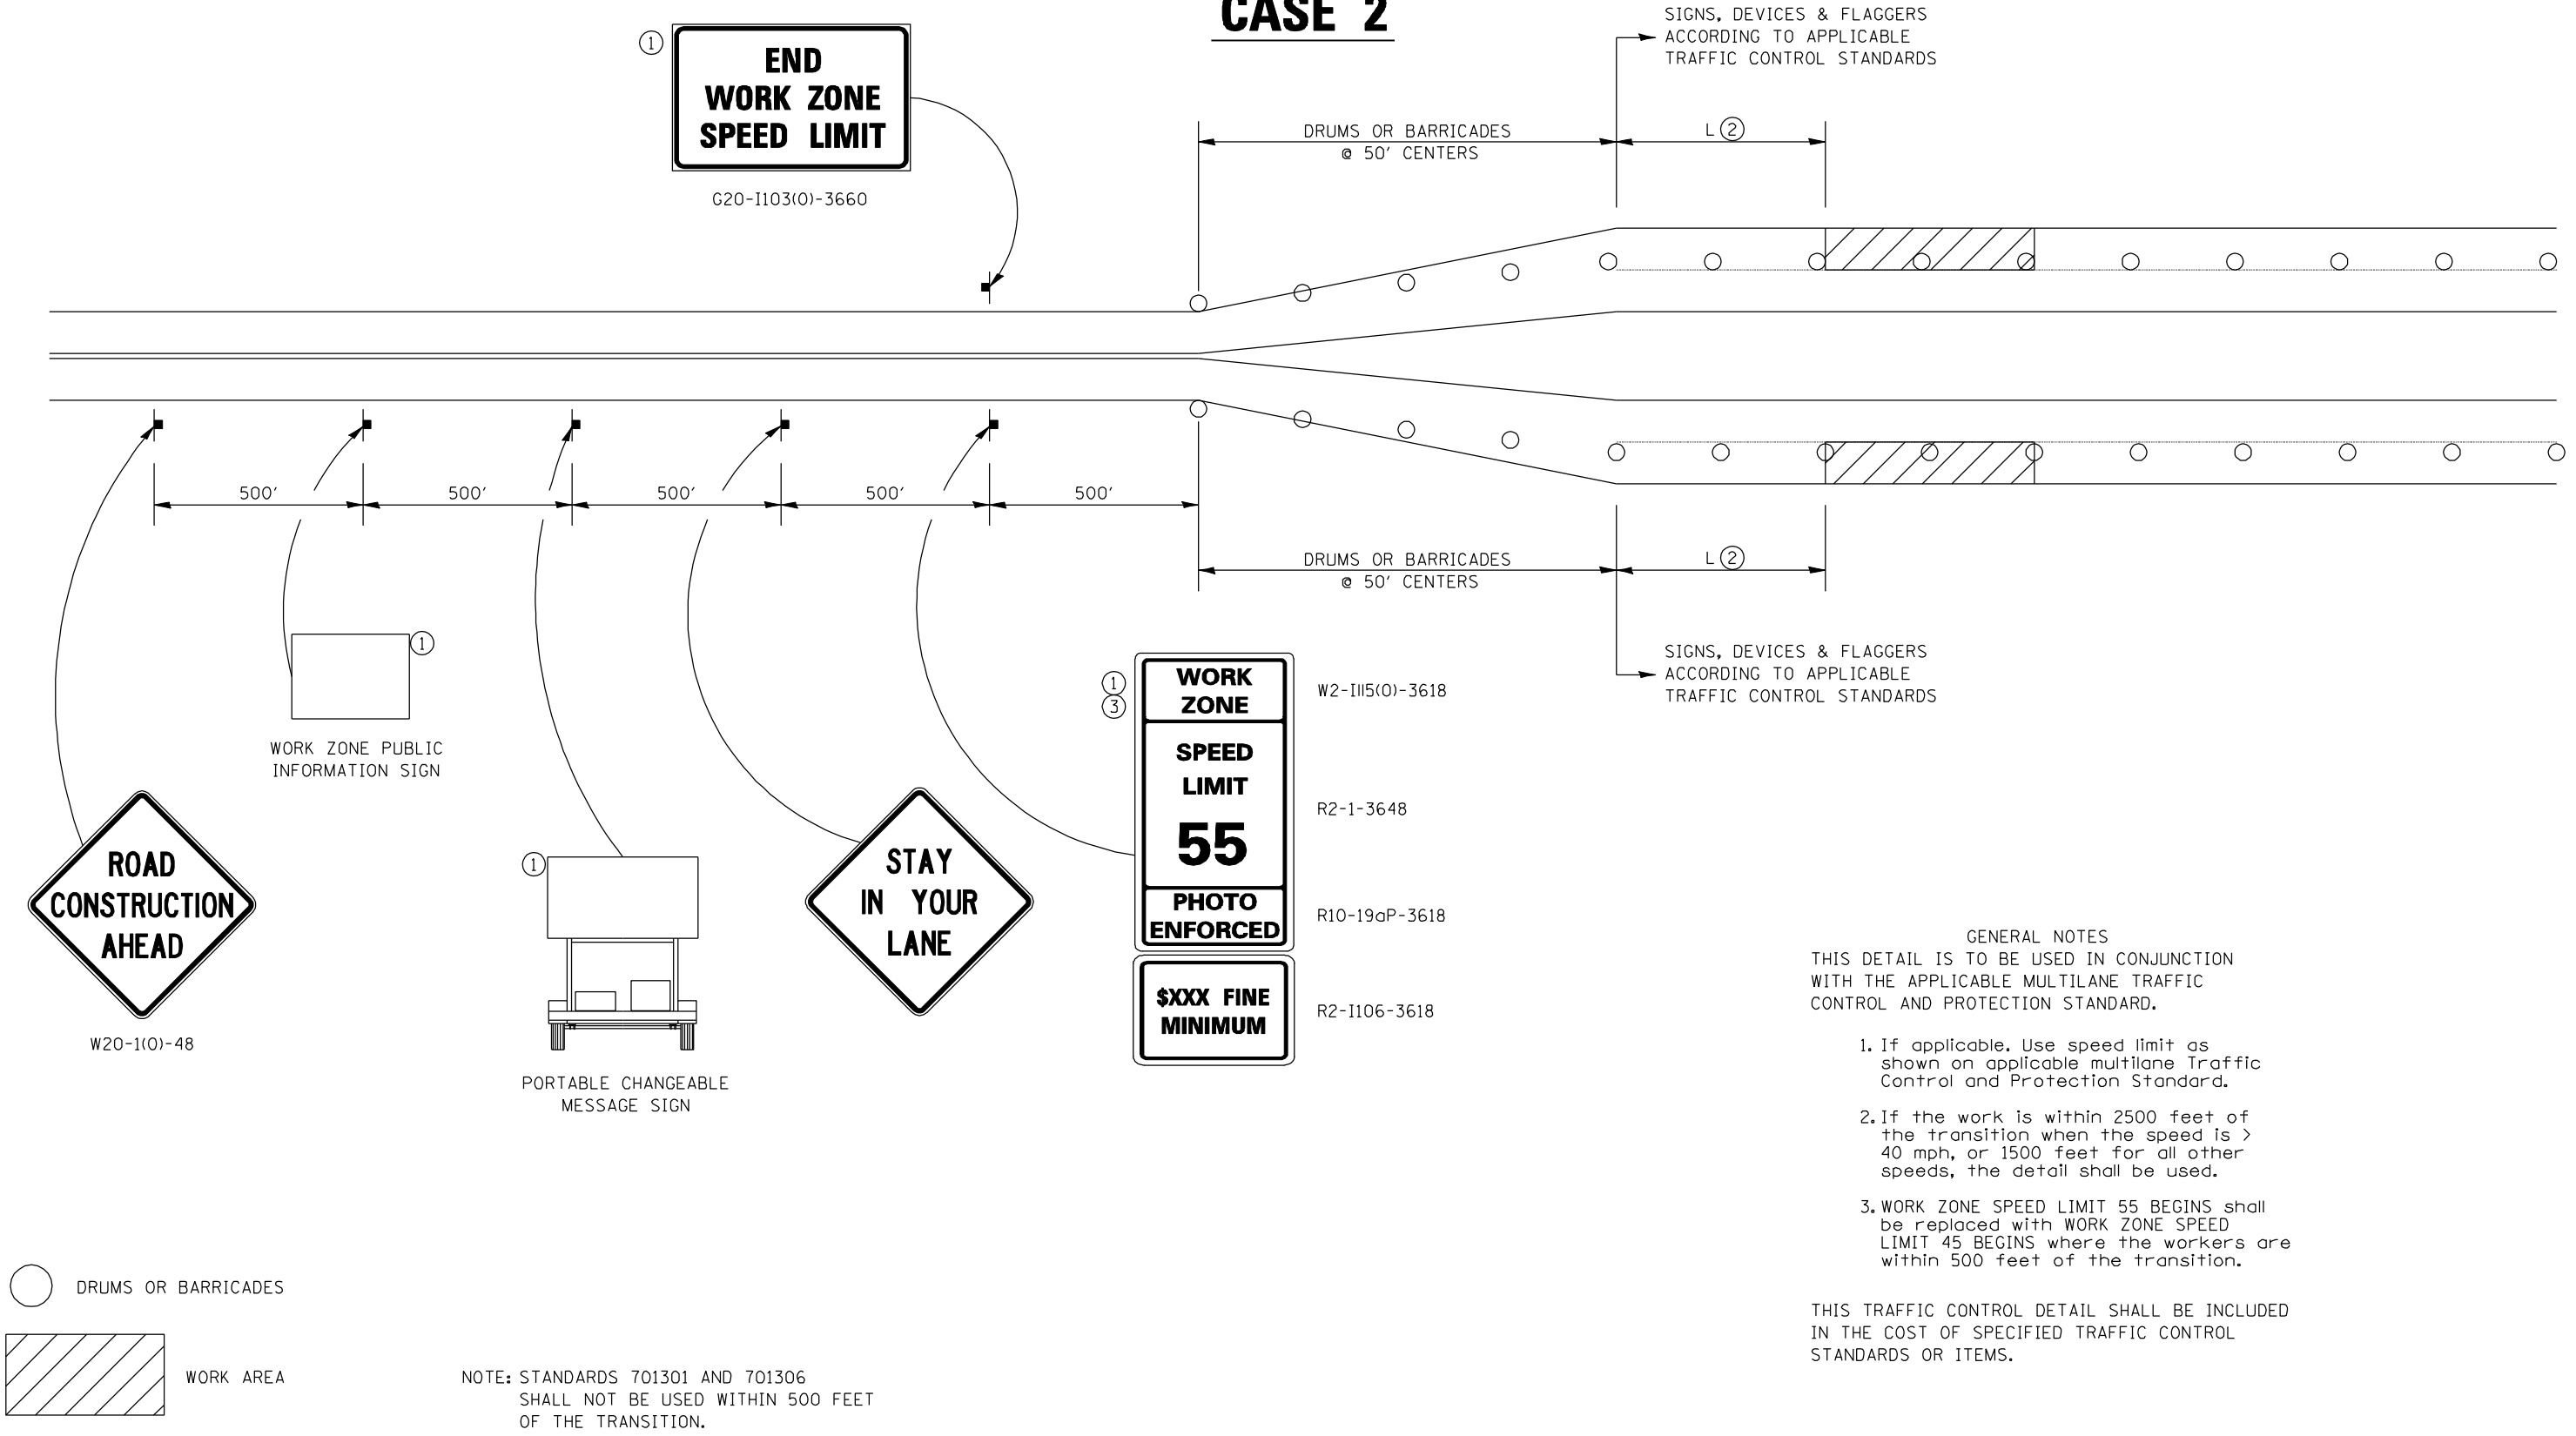 CASE 2
SIGNS, DEVICES & FLAGGERS
ACCORDING TO APPLICABLE
TRAFFIC CONTROL STANDARDS
1
END
WORK ZONE
SPEED LIMIT
G20-I103(O)-3660
DRUMS OR BARRICADES
@ 50' CENTERS
L 2
500'
500'
500'
500'
500'
DRUMS OR BARRICADES
@ 50' CENTERS
L 2
SIGNS, DEVICES & FLAGGERS
ACCORDING TO APPLICABLE
TRAFFIC CONTROL STANDARDS
1
WORK ZONE PUBLIC
INFORMATION SIGN
ROAD
CONSTRUCTION
AHEAD
W20-1(O)-48
1
PORTABLE CHANGEABLE
MESSAGE SIGN
STAY
IN YOUR
LANE
1
3
WORK
ZONE
W2-I115(O)-3618
SPEED
LIMIT
55
R2-1-3648
PHOTO
ENFORCED
R10-19aP-3618
$XXX FINE
MINIMUM
R2-I106-3618
GENERAL NOTES
THIS DETAIL IS TO BE USED IN CONJUNCTION
WITH THE APPLICABLE MULTILANE TRAFFIC
CONTROL AND PROTECTION STANDARD.
1. If applicable. Use speed limit as
shown on applicable multilane Traffic
Control and Protection Standard.
2. If the work is within 2500 feet of
the transition when the speed is >
40 mph, or 1500 feet for all other
speeds, the detail shall be used.
3. WORK ZONE SPEED LIMIT 55 BEGINS shall
be replaced with WORK ZONE SPEED
LIMIT 45 BEGINS where the workers are
within 500 feet of the transition.
THIS TRAFFIC CONTROL DETAIL SHALL BE INCLUDED
IN THE COST OF SPECIFIED TRAFFIC CONTROL
STANDARDS OR ITEMS.
DRUMS OR BARRICADES
WORK AREA
NOTE: STANDARDS 701301 AND 701306
SHALL NOT BE USED WITHIN 500 FEET
OF THE TRANSITION.